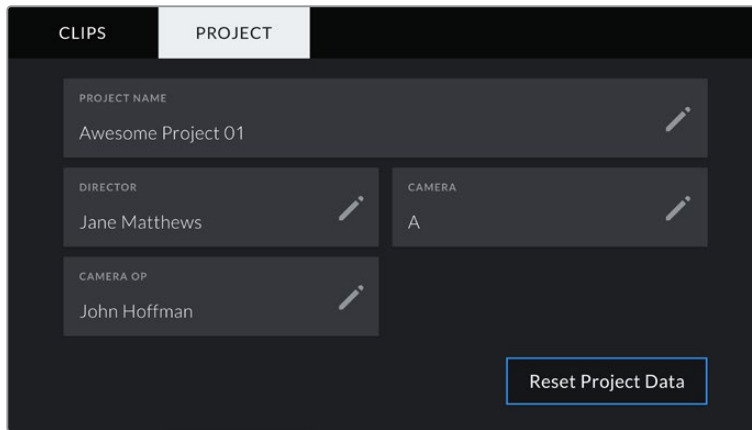 CLIPS PROJECT
PROJECT NAME
Awesome Project 01
DIRECTOR
Jane Matthews
CAMERA
A
CAMERA OP
John Hoffman
Reset Project Data